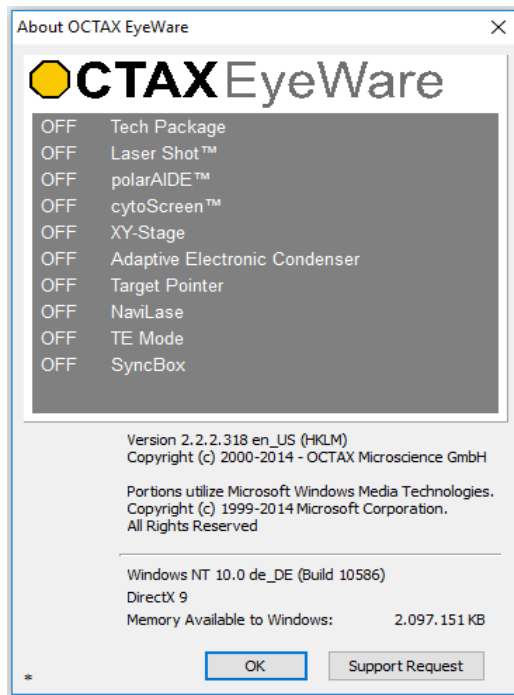 About OCTAX EyeWare
OCTAX EyeWare
OFF Tech Package
OFF Laser Shot™
OFF polarAIDE™
OFF cytoScreen™
OFF XY-Stage
OFF Adaptive Electronic Condenser
OFF Target Pointer
OFF NaviLase
OFF TE Mode
OFF SyncBox
Version 2.2.2.318 en_US (HKLM)
Copyright (c) 2000-2014 - OCTAX Microscience GmbH
Portions utilize Microsoft Windows Media Technologies.
Copyright (c) 1999-2014 Microsoft Corporation.
All Rights Reserved
Windows NT 10.0 de_DE (Build 10586)
DirectX 9
Memory Available to Windows: 2.097.151 KB
* OK Support Request